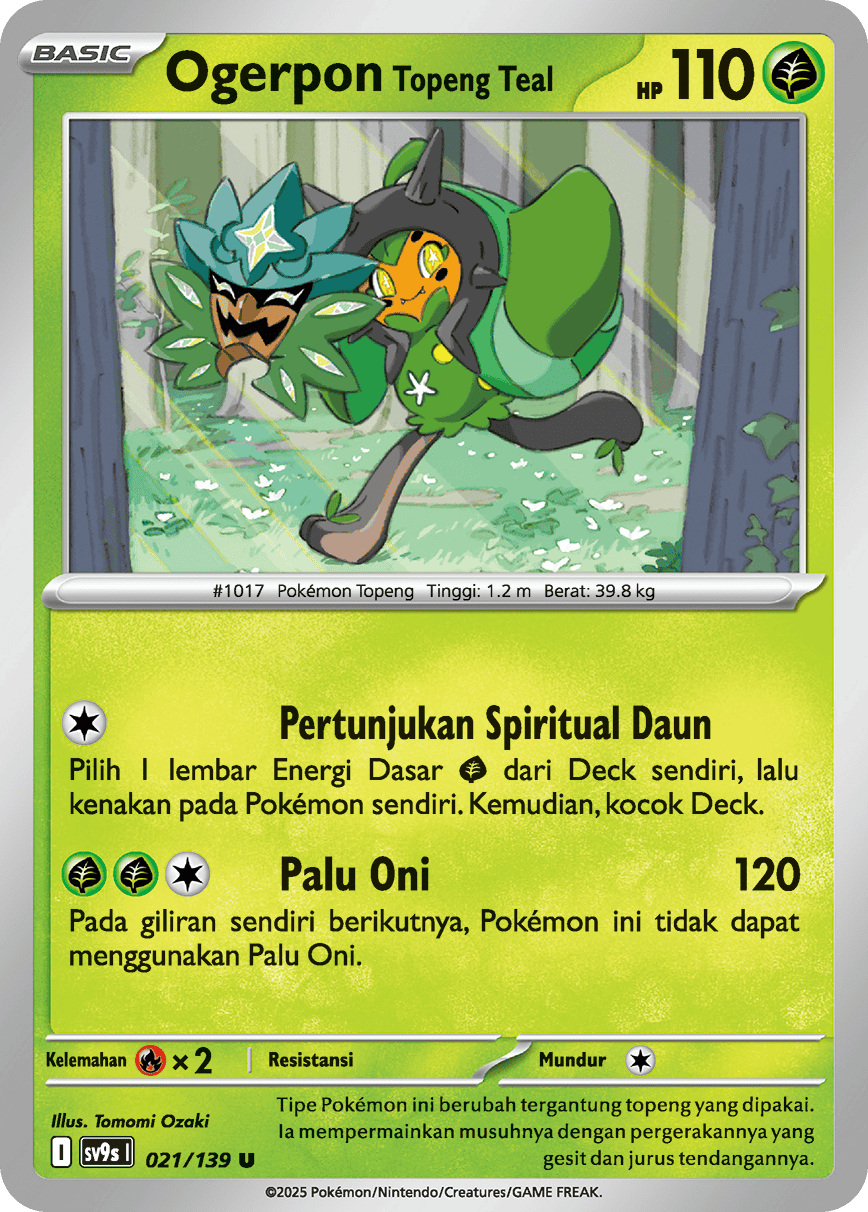 BASIC
Ogerpon Topeng Teal
HP 110
#1017 Pokémon Topeng Tinggi: 1.2 m Berat: 39.8 kg
Pertunjukan Spiritual Daun
Pilih 1 lembar Energi Dasar dari Deck sendiri, lalu
kenakan pada Pokémon sendiri. Kemudian, kocok Deck.
Palu Oni 120
Pada giliran sendiri berikutnya, Pokémon ini tidak dapat
menggunakan Palu Oni.
Kelemahan ×2 Resistansi Mundur
Illus. Tomomi Ozaki
I sv9s I 021/139 U
Tipe Pokémon ini berubah tergantung topeng yang dipakai.
Ia mempermainkan musuhnya dengan pergerakannya yang
gesit dan jurus tendangannya.
©2025 Pokémon/Nintendo/Creatures/GAME FREAK.